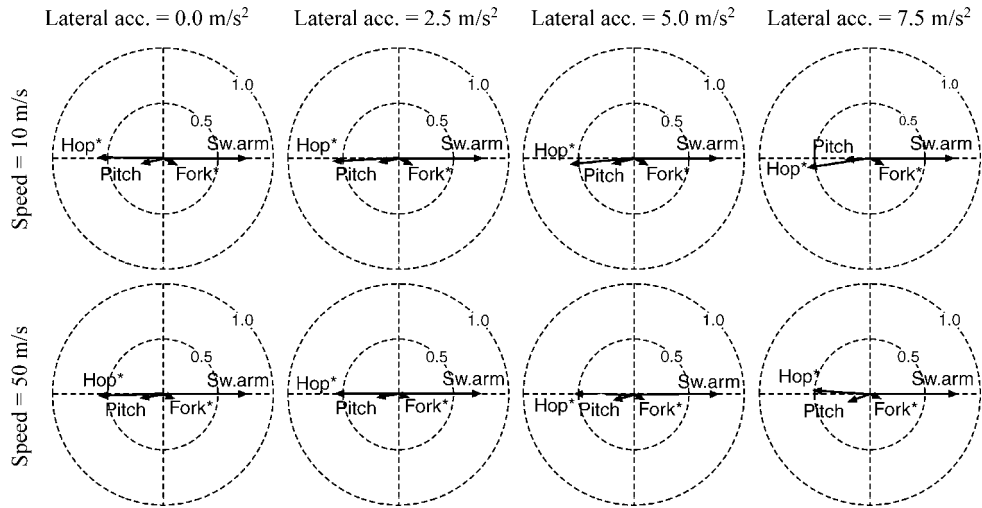 Lateral acc. = 0.0 m/s² Lateral acc. = 2.5 m/s² Lateral acc. = 5.0 m/s² Lateral acc. = 7.5 m/s²
Speed = 10 m/s
1.0 1.0 1.0 1.0
0.5 0.5 0.5 0.5
Hop* Sw.arm Hop* Sw.arm Hop* Sw.arm Pitch Sw.arm
Pitch Fork* Pitch Fork* Pitch Fork* Hop* Fork*
Speed = 50 m/s
1.0 1.0 1.0 1.0
0.5 0.5 0.5 0.5
Hop* Sw.arm Hop* Sw.arm Hop* Sw.arm Hop* Sw.arm
Pitch Fork* Pitch Fork* Pitch Fork* Pitch Fork*